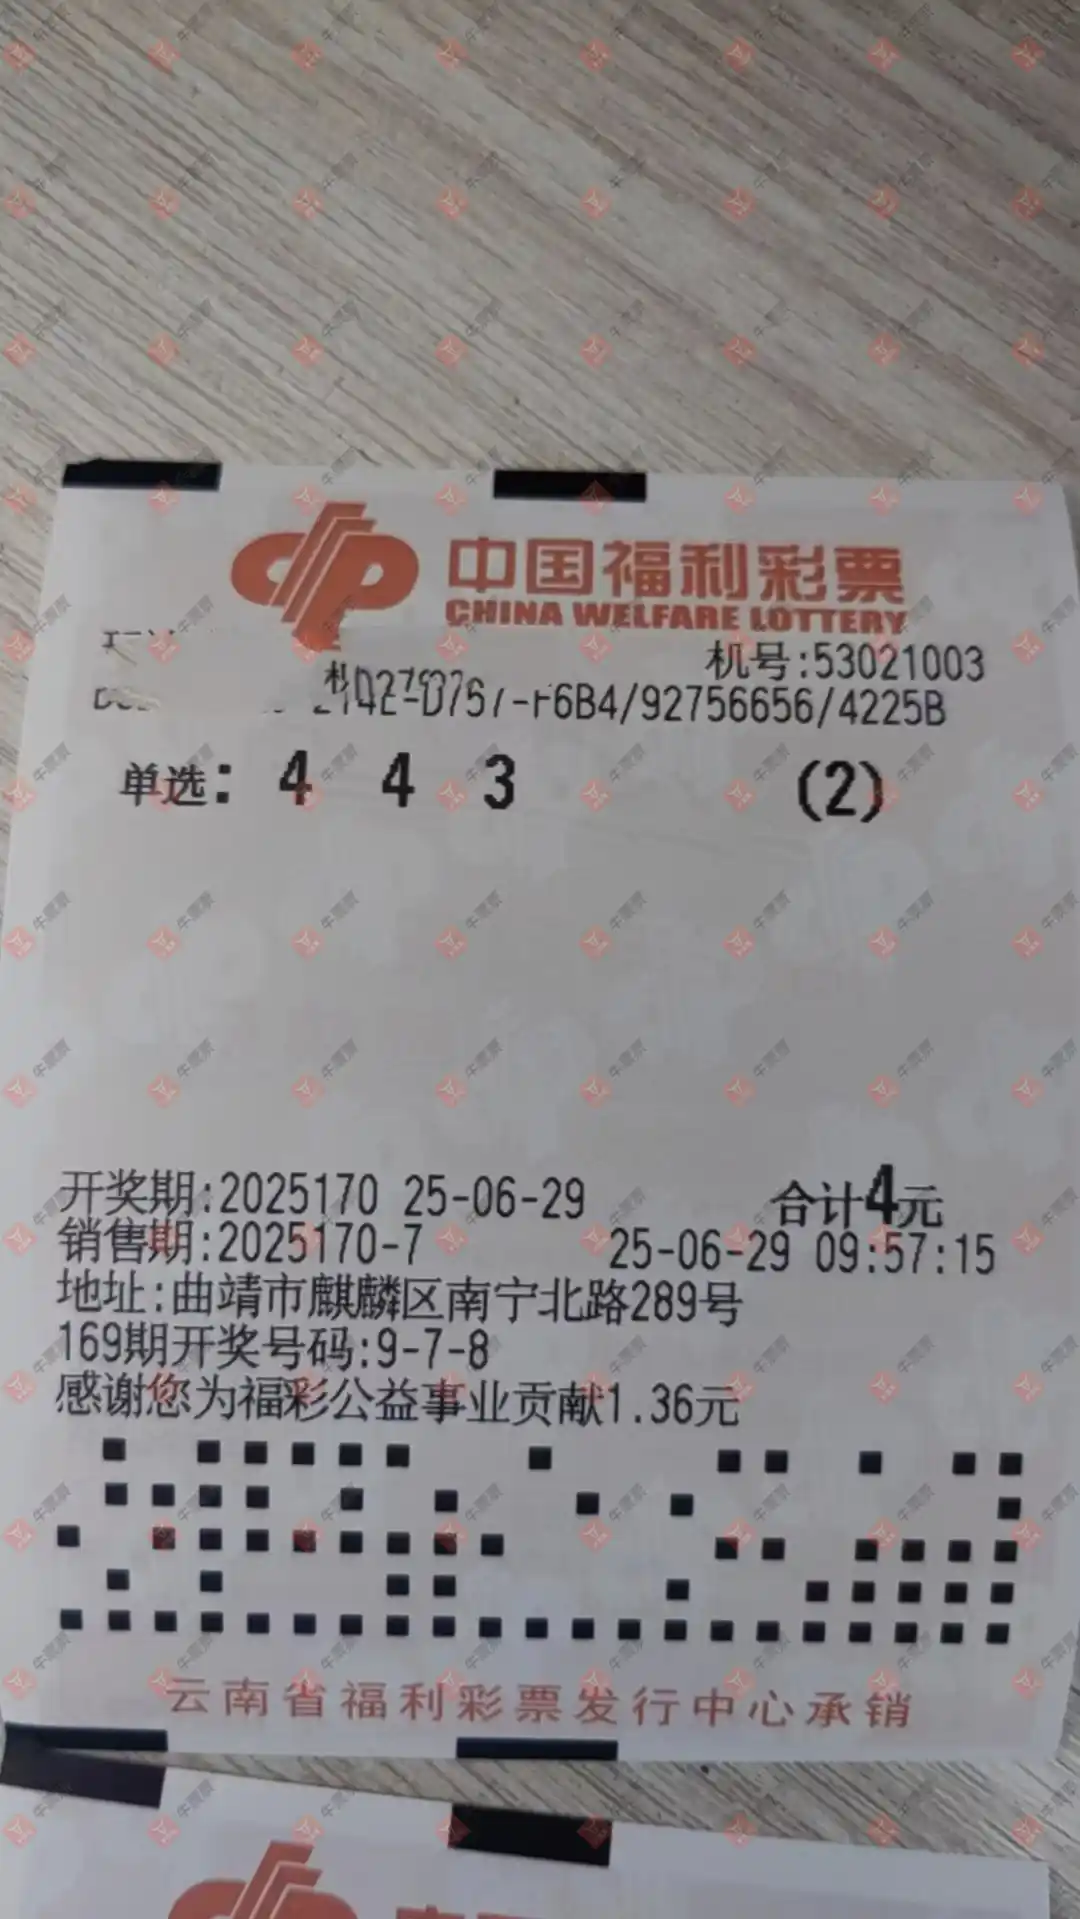 中国福利彩票
CHINA WELFARE LOTTERY
机号:53021003
-F6B4/92756656/4225B
单选: 4 4 3 (2)
开奖期:2025170 25-06-29 合计4元
销售期:2025170-7 25-06-29 09:57:15
地址:曲靖市麒麟区南宁北路289号
169期开奖号码:9-7-8
感谢您为福彩公益事业贡献1.36元
云南省福利彩票发行中心承销